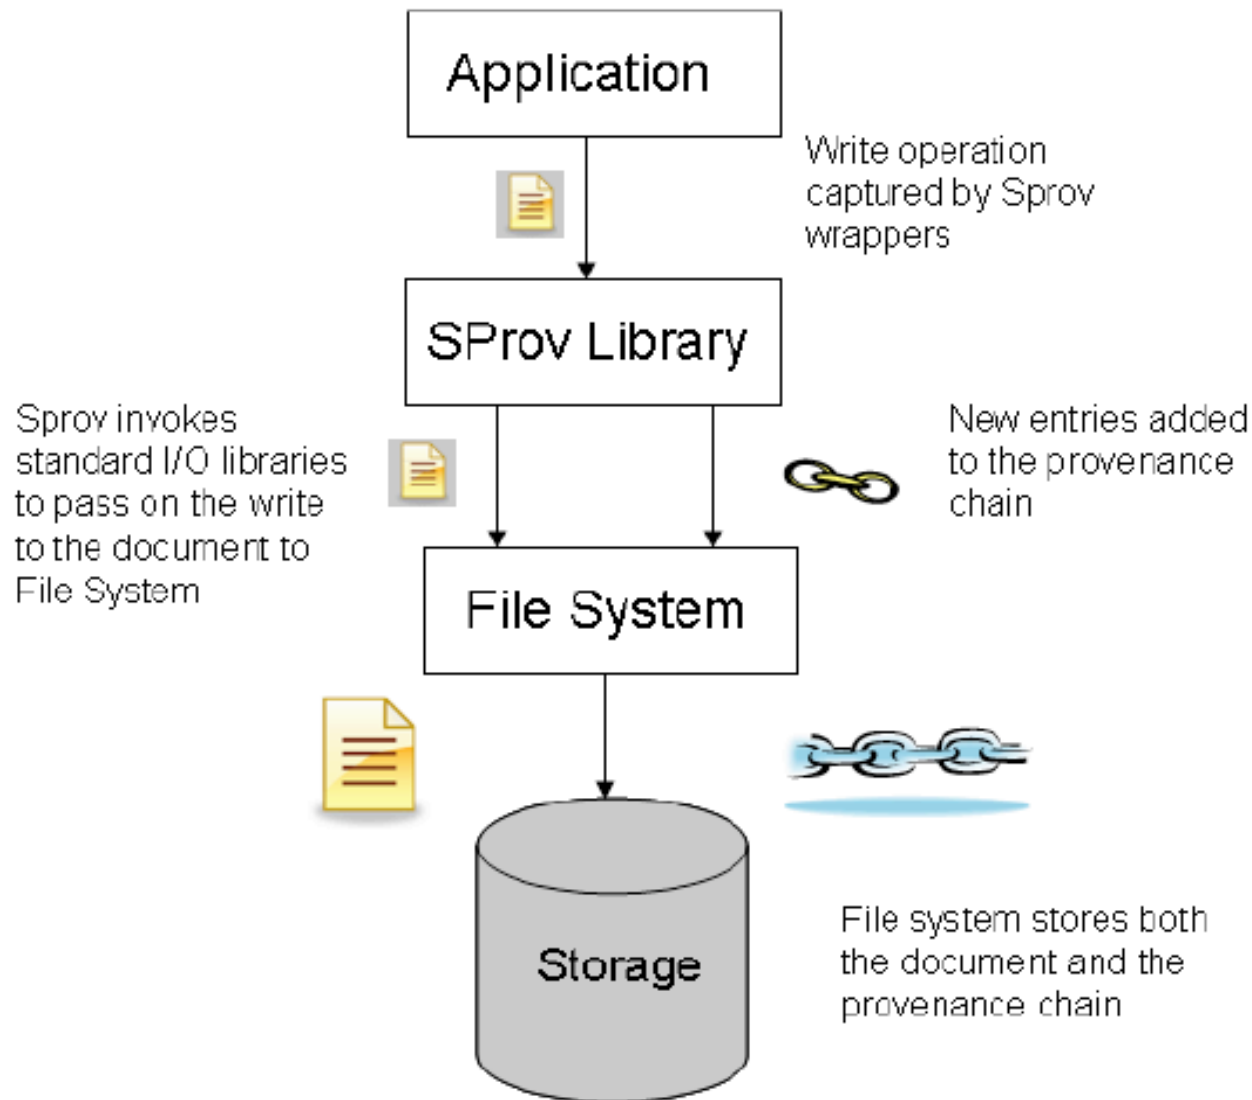 Application
Write operation
captured by Sprov
wrappers
SProv Library
Sprov invokes
standard I/O libraries
to pass on the write
to the document to
File System
New entries added
to the provenance
chain
File System
Storage
File system stores both
the document and the
provenance chain